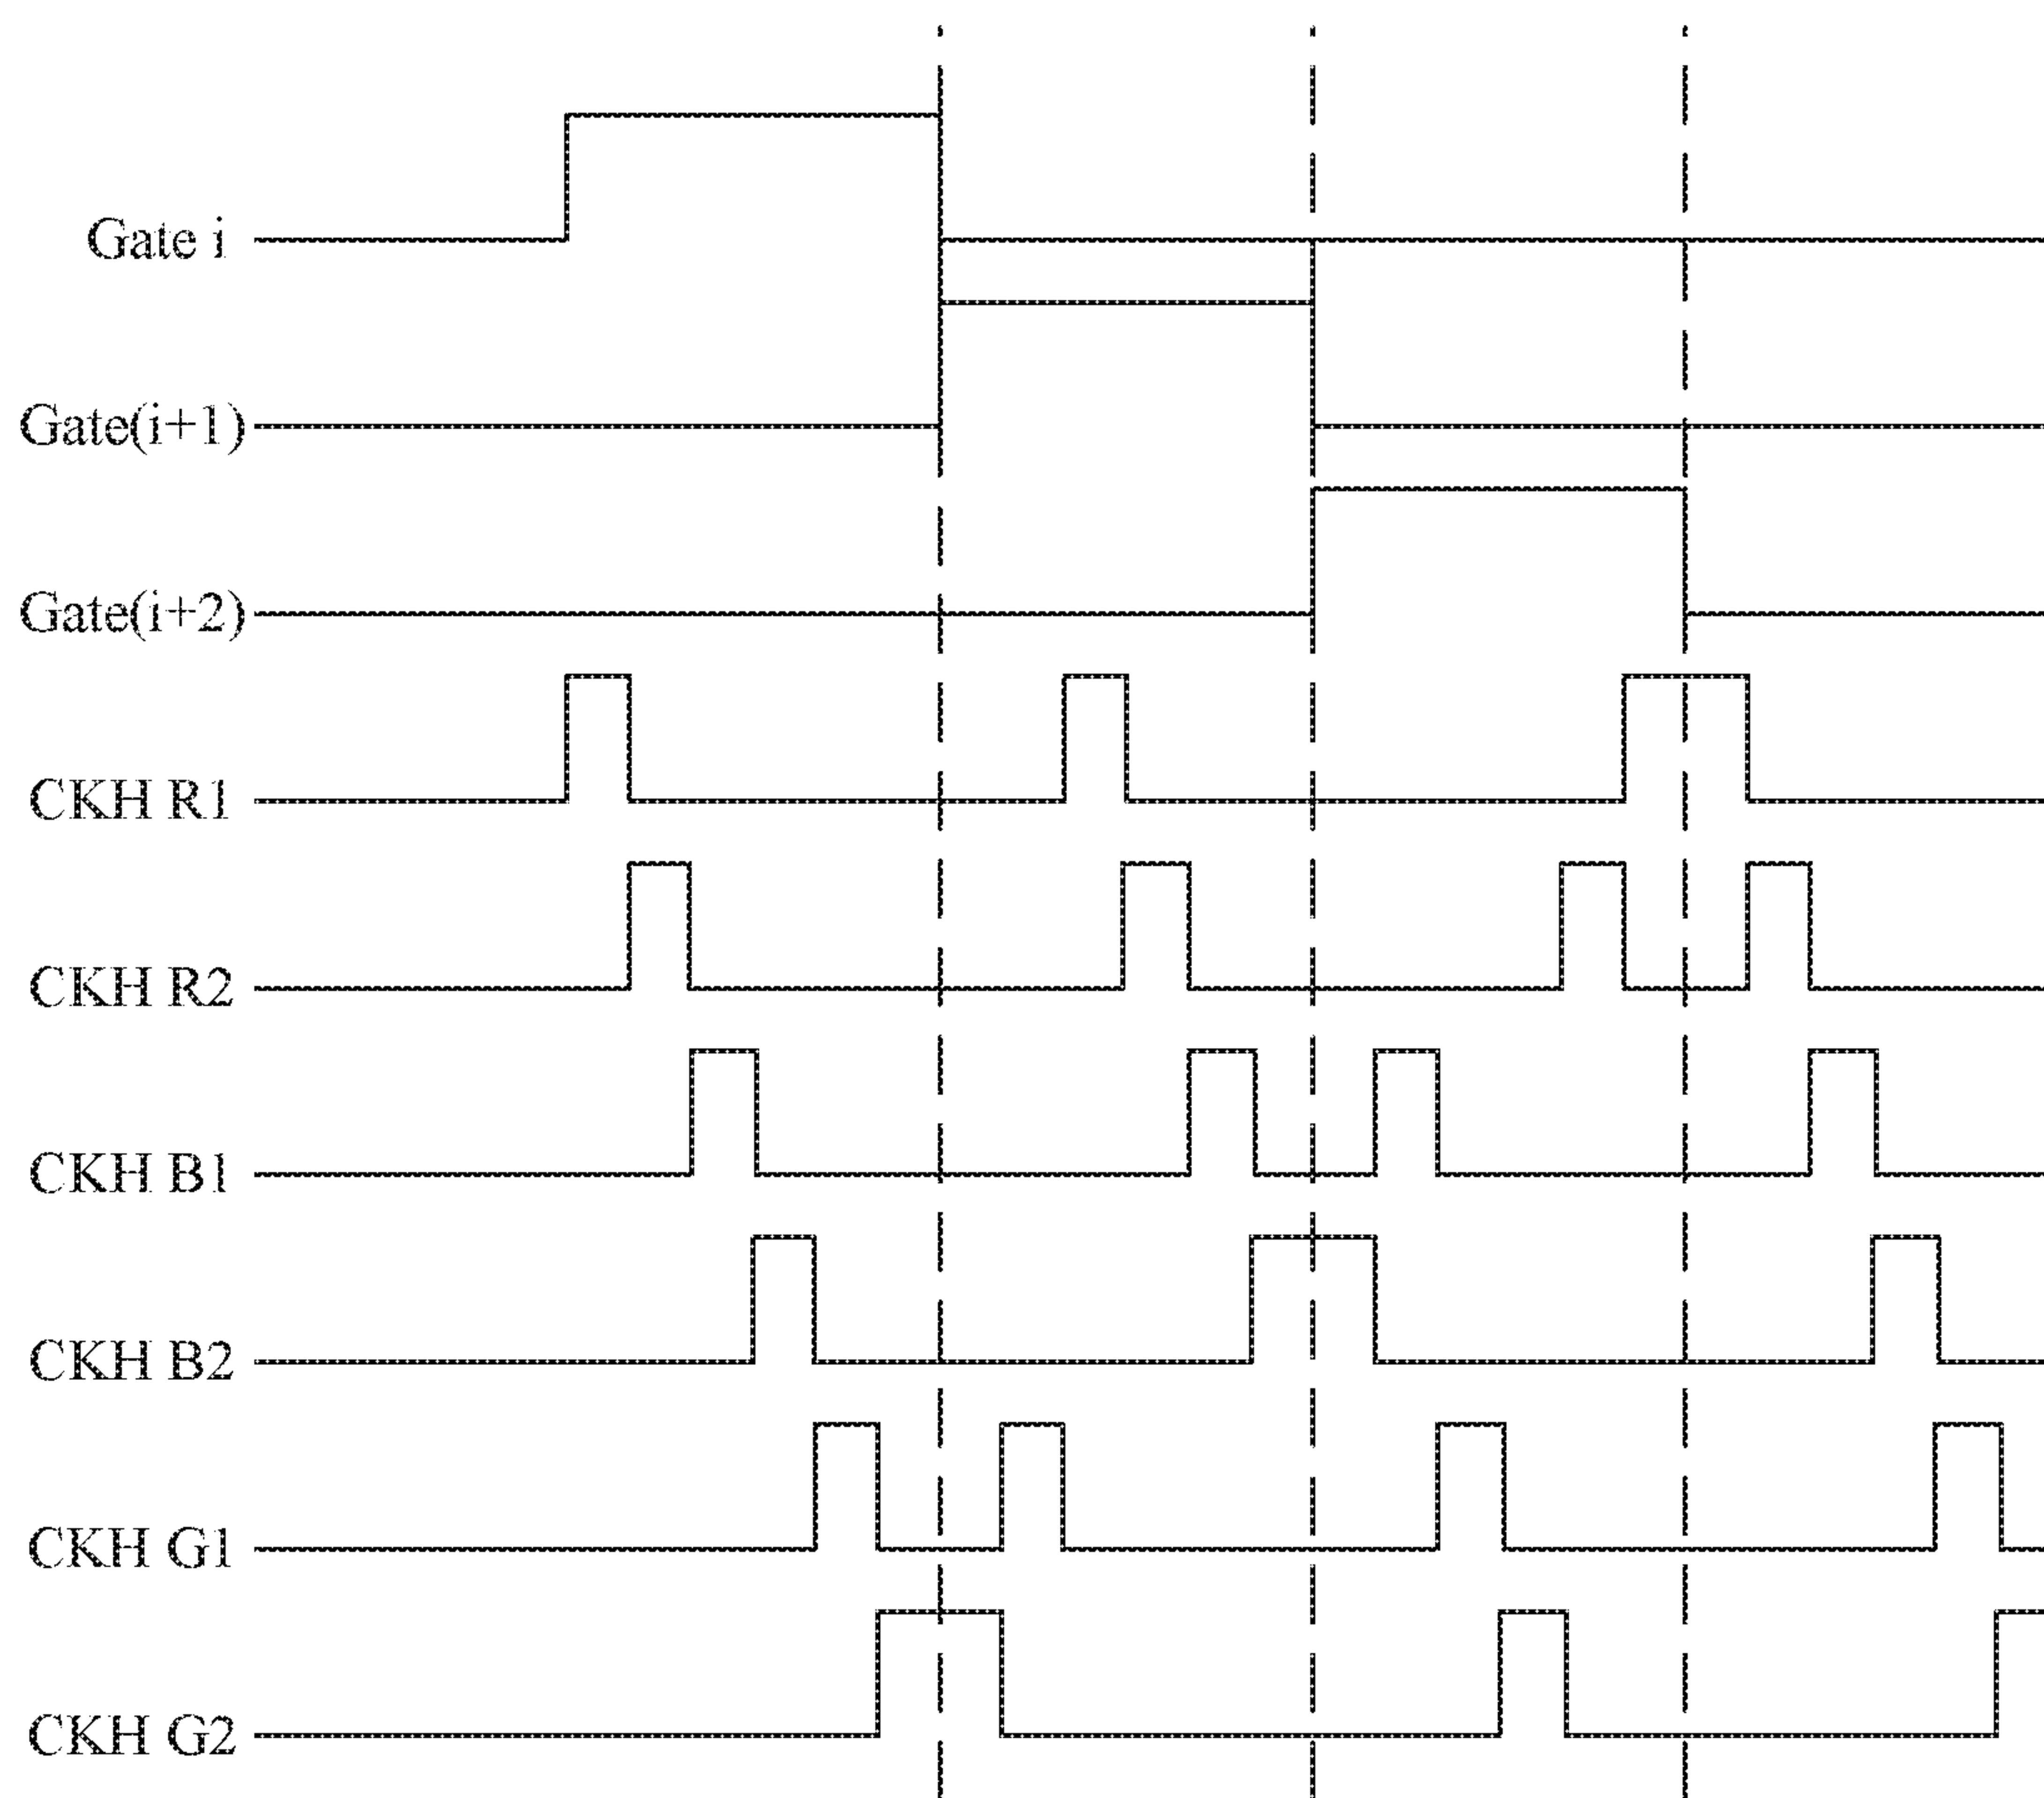 Gate i
Gate(i+1)
Gate(i+2)
CKH R1
CKH R2
CKH B1
CKH B2
CKH G1
CKH G2